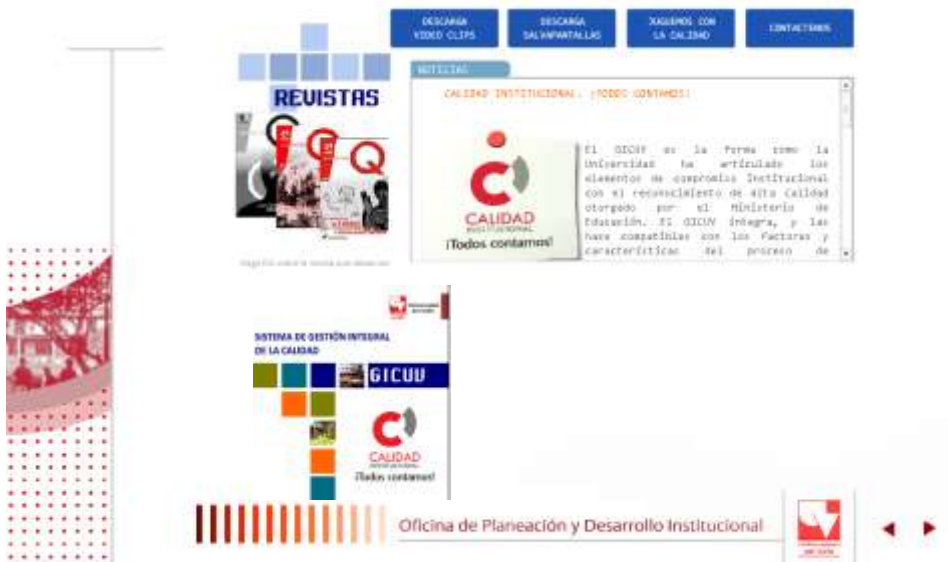 DESCARGA
VIDEO CLIPS
DESCARGA
SALVAPANTALLAS
JUGUEMOS CON
LA CALIDAD
CONTACTENOS
NOTICIAS
REVISTAS
CALIDAD INSTITUCIONAL. ¡TODOS CONTAMOS!
El GICUV es la forma como la
Universidad ha articulado los
elementos de compromiso Institucional
con el reconocimiento de Alta Calidad
otorgado por el Ministerio de
Educación. El GICUV integra, y las
hace compatibles con los factores y
características del proceso de
CALIDAD
INSTITUCIONAL
¡Todos contamos!
SISTEMA DE GESTIÓN INTEGRAL
DE LA CALIDAD
GICUV
CALIDAD
INSTITUCIONAL
¡Todos contamos!
Oficina de Planeación y Desarrollo Institucional